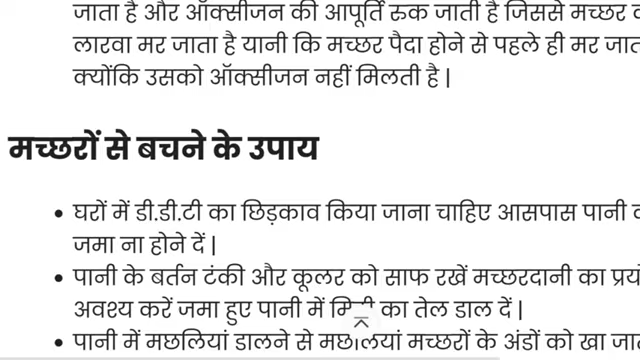 जाता है और ऑक्सीजन की आपूर्ति रुक जाती है जिससे मच्छर
लारवा मर जाता है यानी कि मच्छर पैदा होने से पहले ही मर
क्योंकि उसको ऑक्सीजन नहीं मिलती है |
मच्छरों से बचने के उपाय
• घरों में डी.डी.टी का छिड़काव किया जाना चाहिए आसपास पानी
जमा ना होने दें |
• पानी के बर्तन टंकी और कूलर को साफ रखें मच्छरदानी का
अवश्य करें जमा हुए पानी में का तेल डाल दें |
• पानी में मछलियां डालने से मछलियां मच्छरों के अंडों को खा